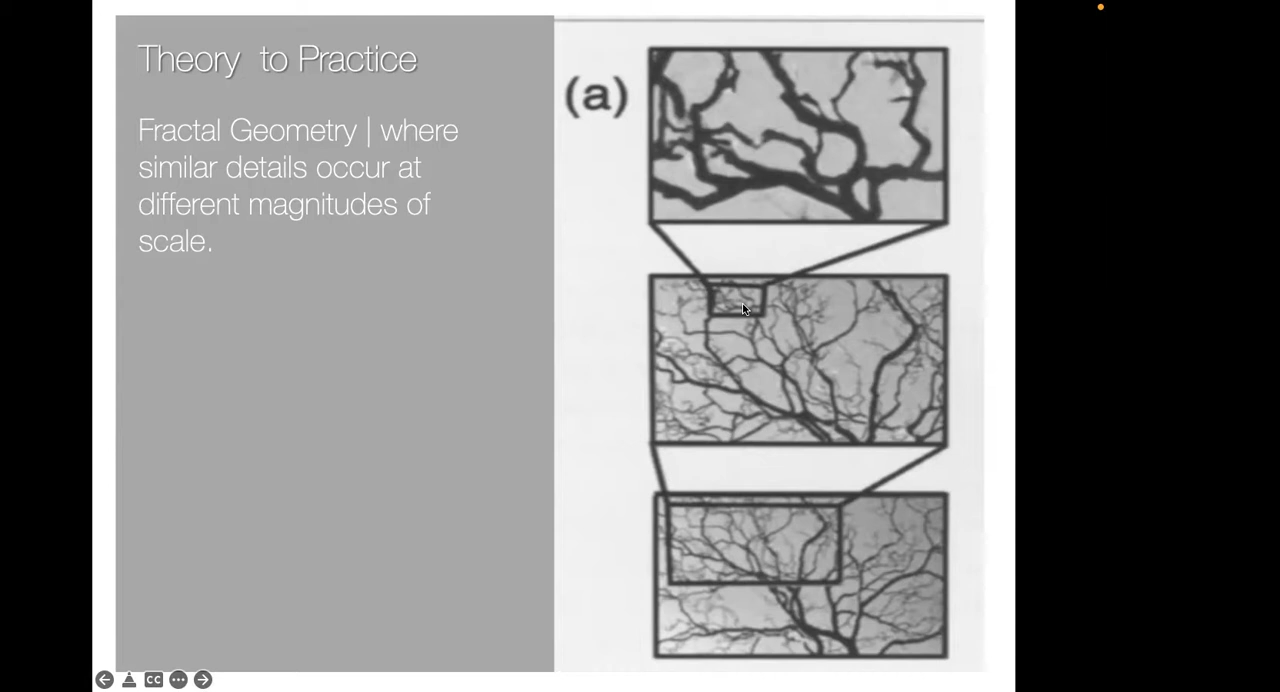 Theory to Practice
Fractal Geometry | where
similar details occur at
different magnitudes of
scale.
(a)
CC